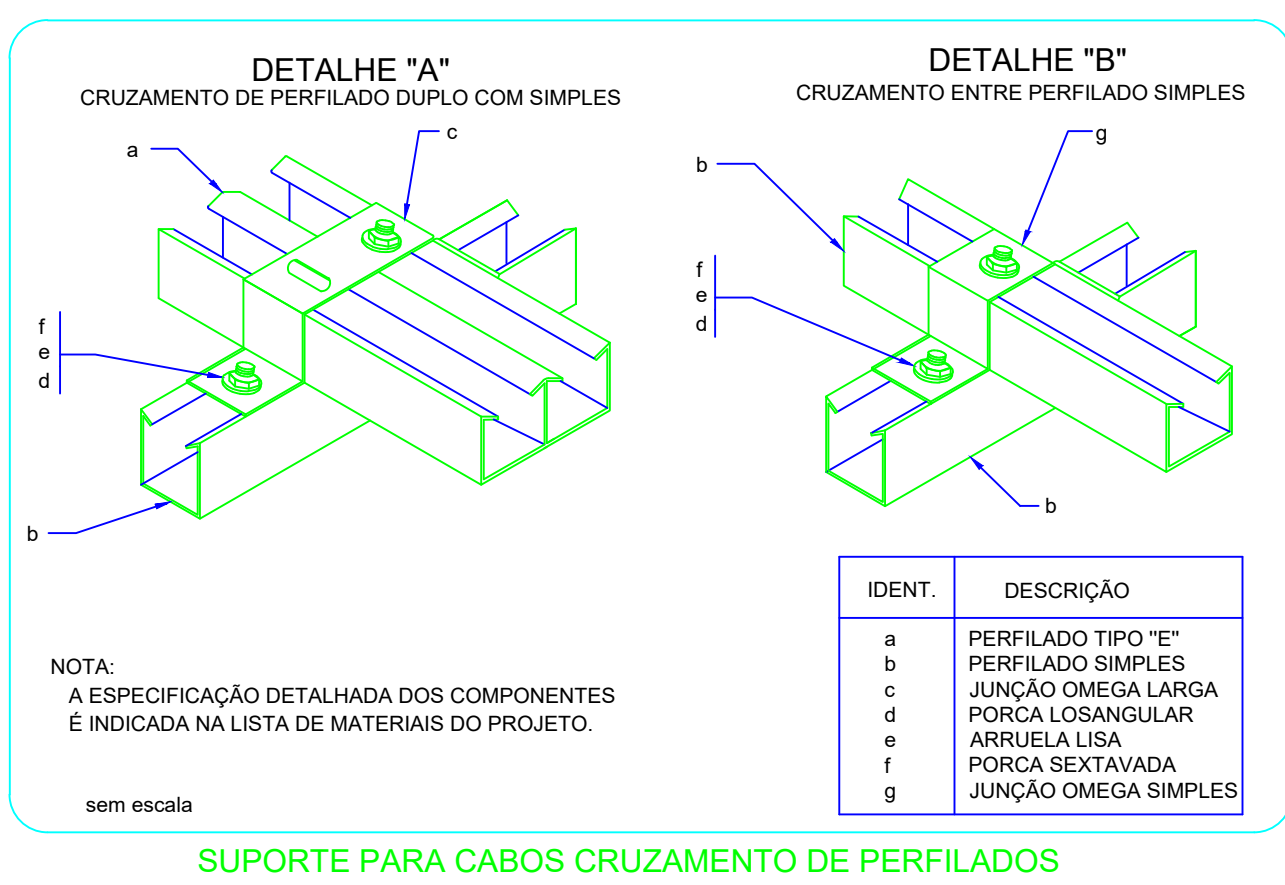 DETALHE "A"
CRUZAMENTO DE PERFILADO DUPLO COM SIMPLES
a
c
f
e
d
b
DETALHE "B"
CRUZAMENTO ENTRE PERFILADO SIMPLES
b
g
f
e
d
b
NOTA:
A ESPECIFICAÇÃO DETALHADA DOS COMPONENTES
É INDICADA NA LISTA DE MATERIAIS DO PROJETO.
sem escala
IDENT. DESCRIÇÃO
a PERFILADO TIPO "E"
b PERFILADO SIMPLES
c JUNÇÃO OMEGA LARGA
d PORCA LOSANGULAR
e ARRUELA LISA
f PORCA SEXTAVADA
g JUNÇÃO OMEGA SIMPLES
SUPORTE PARA CABOS CRUZAMENTO DE PERFILADOS